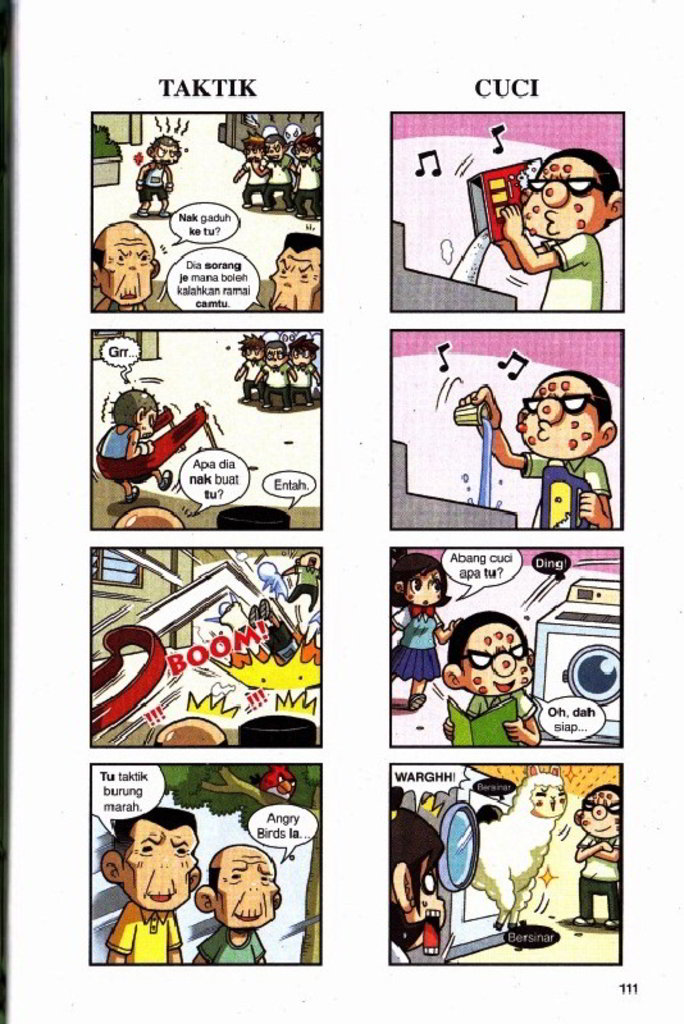 TAKTIK
Nak gaduh
ke tu?
Dia sorang
je mana boleh
kalahkan ramai
camtu.
Grr...
Apa dia
nak buat
tu?
Entah.
BOOM!
!!!
!!!
Tu taktik
burung
marah.
Angry
Birds la...
CUCI
Abang cuci
apa tu?
Ding!
Oh, dah
siap...
WARGHH!
Bersinar
Bersinar
111